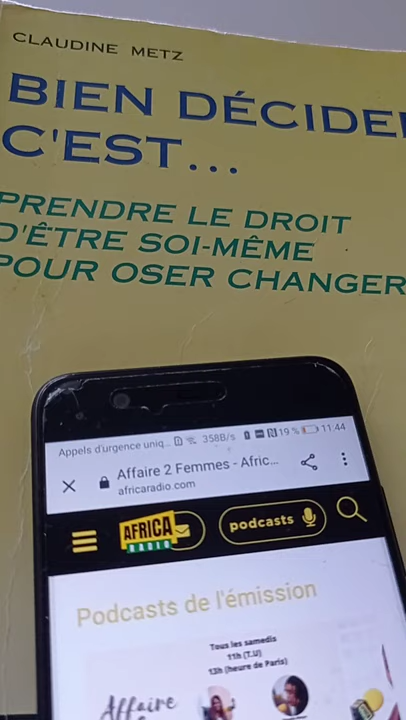 CLAUDINE METZ
BIEN DÉCIDER
C'EST...
PRENDRE LE DROIT
D'ÊTRE SOI-MÊME
POUR OSER CHANGER
Appels d'urgence uniq... 358B/s 19 % 11:44
Affaire 2 Femmes - Afric...
africaradio.com
AFRICA
RADIO
podcasts
Podcasts de l'émission
Tous les samedis
11h (T.U)
13h (heure de Paris)
Affaire